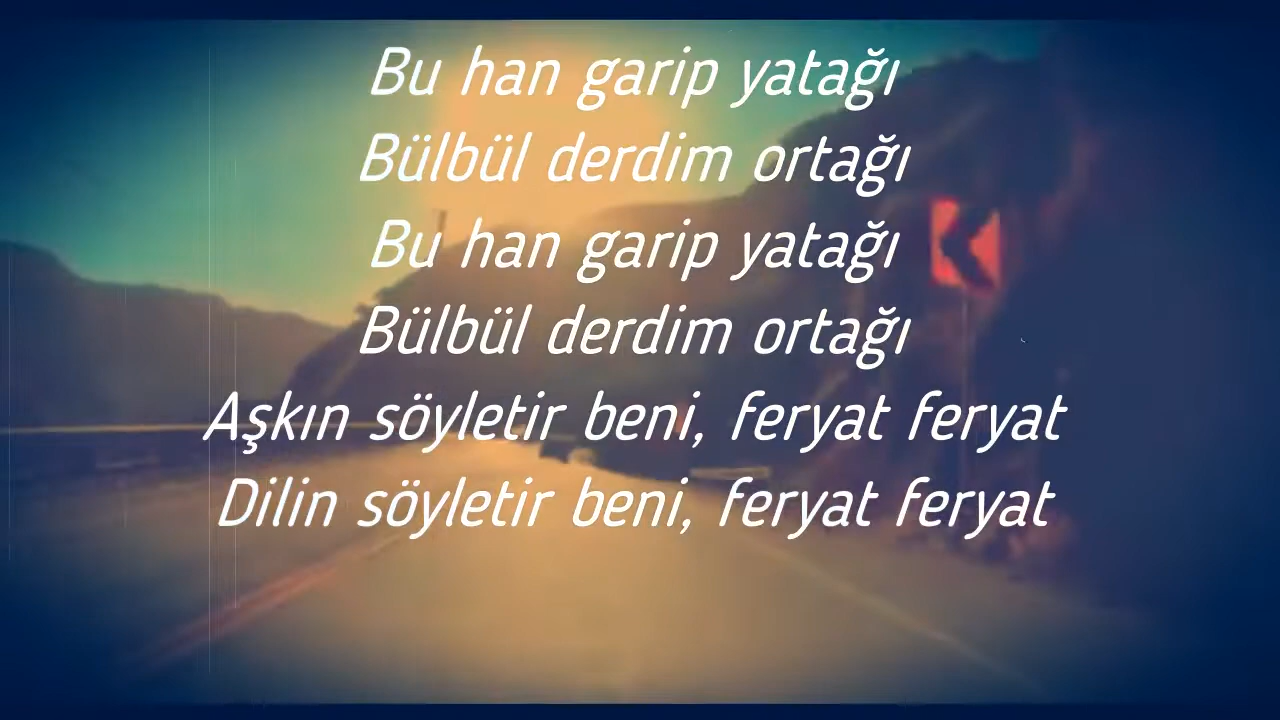 Bu han garip yatağı
Bülbül derdim ortağı
Bu han garip yatağı
Bülbül derdim ortağı
Aşkın söyletir beni, feryat feryat
Dilin söyletir beni, feryat feryat